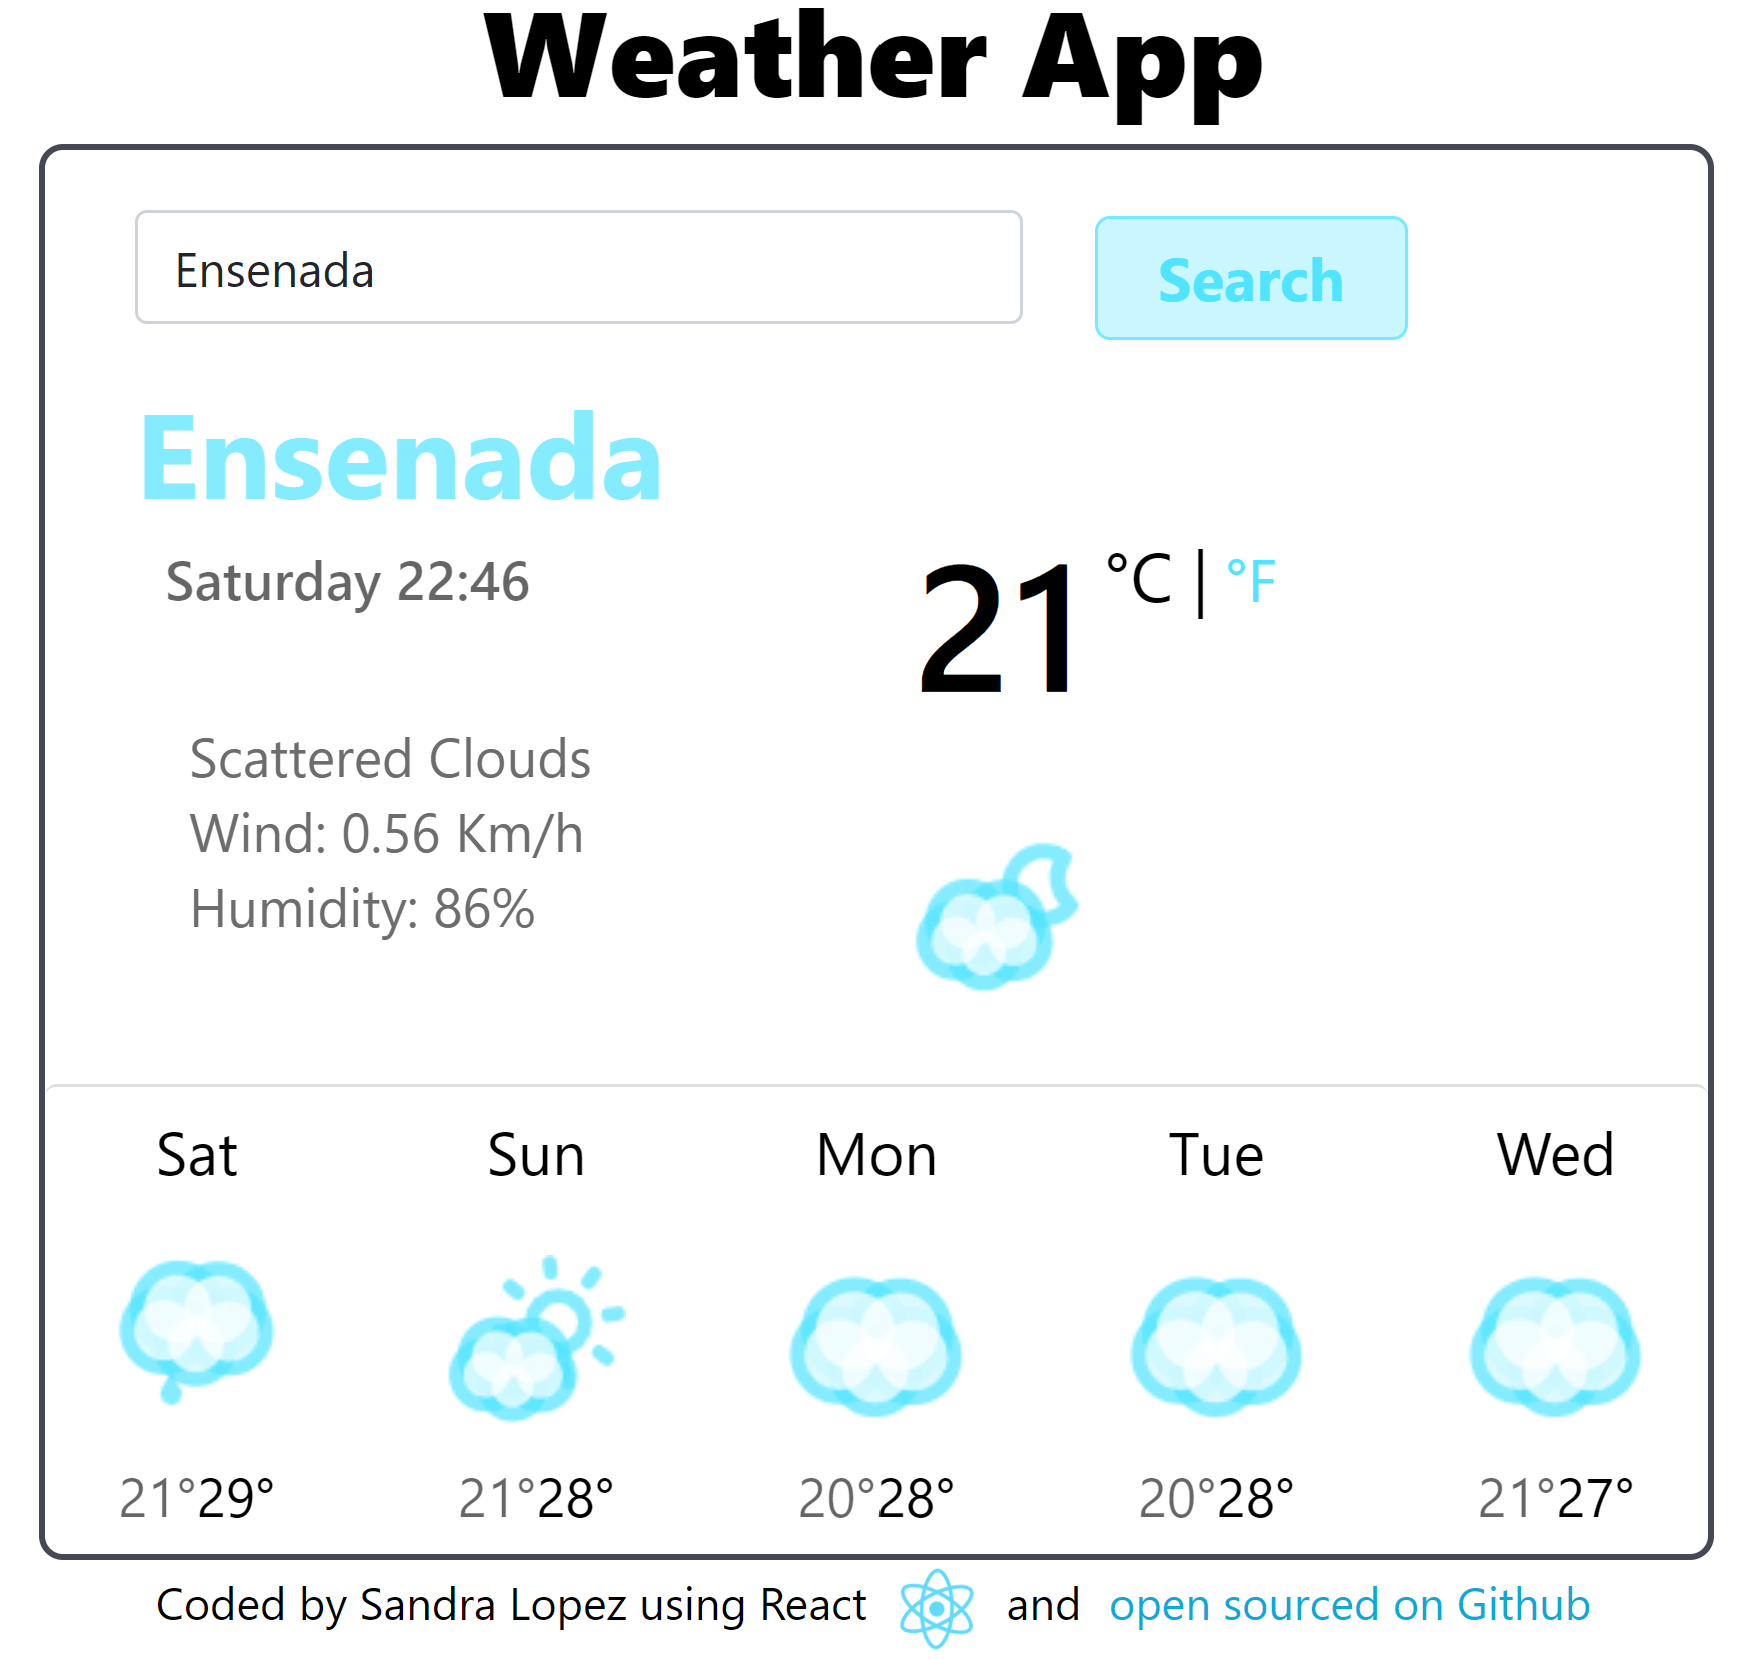 Weather App
Ensenada
Search
Ensenada
Saturday 22:46
21 °C | °F
Scattered Clouds
Wind: 0.56 Km/h
Humidity: 86%
Sat Sun Mon Tue Wed
21°29° 21°28° 20°28° 20°28° 21°27°
Coded by Sandra Lopez using React and open sourced on Github